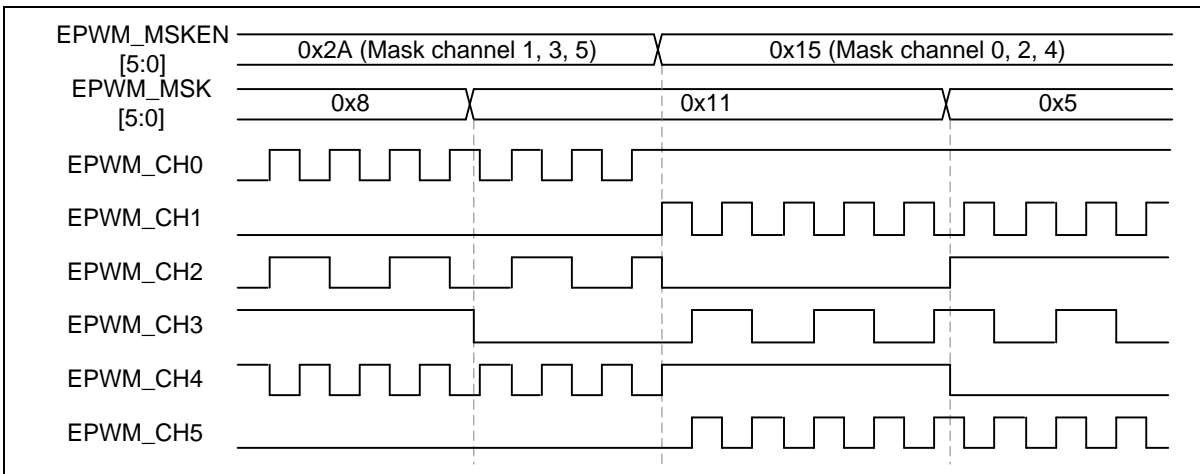 EPWM_MSKEN
[5:0]
0x2A (Mask channel 1, 3, 5)
0x15 (Mask channel 0, 2, 4)
EPWM_MSK
[5:0]
0x8
0x11
0x5
EPWM_CH0
EPWM_CH1
EPWM_CH2
EPWM_CH3
EPWM_CH4
EPWM_CH5